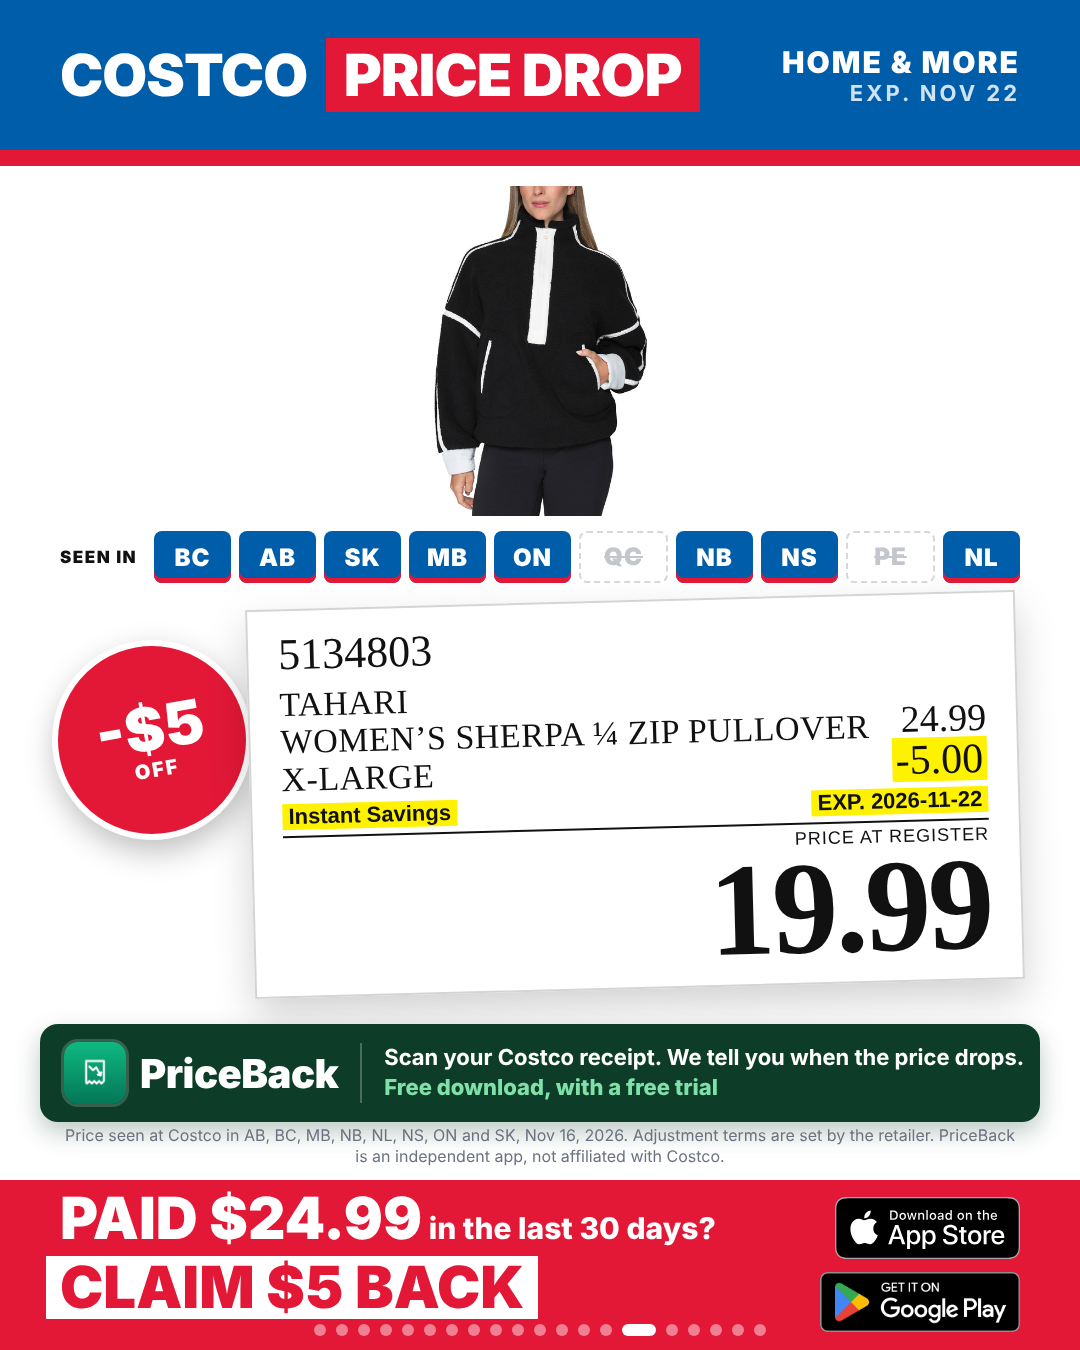 COSTCO PRICE DROP
HOME & MORE
EXP. NOV 22
SEEN IN BC AB SK MB ON QC NB NS PE NL
-$5
OFF
5134803
TAHARI
WOMEN’S SHERPA ¼ ZIP PULLOVER
X-LARGE
24.99
-5.00
Instant Savings
EXP. 2026-11-22
PRICE AT REGISTER
19.99
PriceBack
Scan your Costco receipt. We tell you when the price drops.
Free download, with a free trial
Price seen at Costco in AB, BC, MB, NB, NL, NS, ON and SK, Nov 16, 2026. Adjustment terms are set by the retailer. PriceBack
is an independent app, not affiliated with Costco.
PAID $24.99 in the last 30 days?
CLAIM $5 BACK
Download on the
App Store
GET IT ON
Google Play